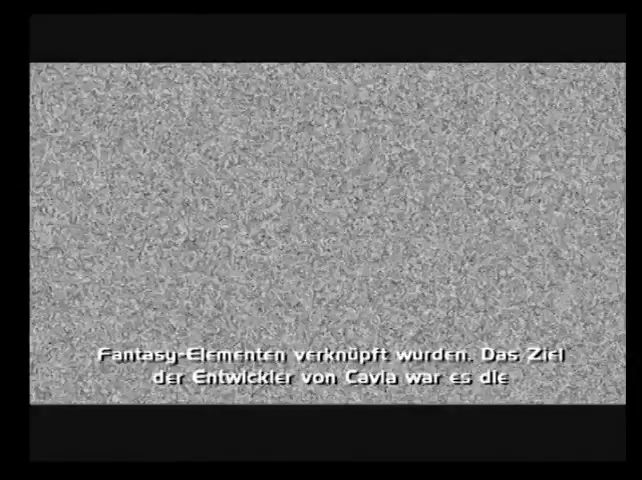 Fantasy-Elementen verknüpft wurden. Das Ziel
der Entwickler von Cavia war es die